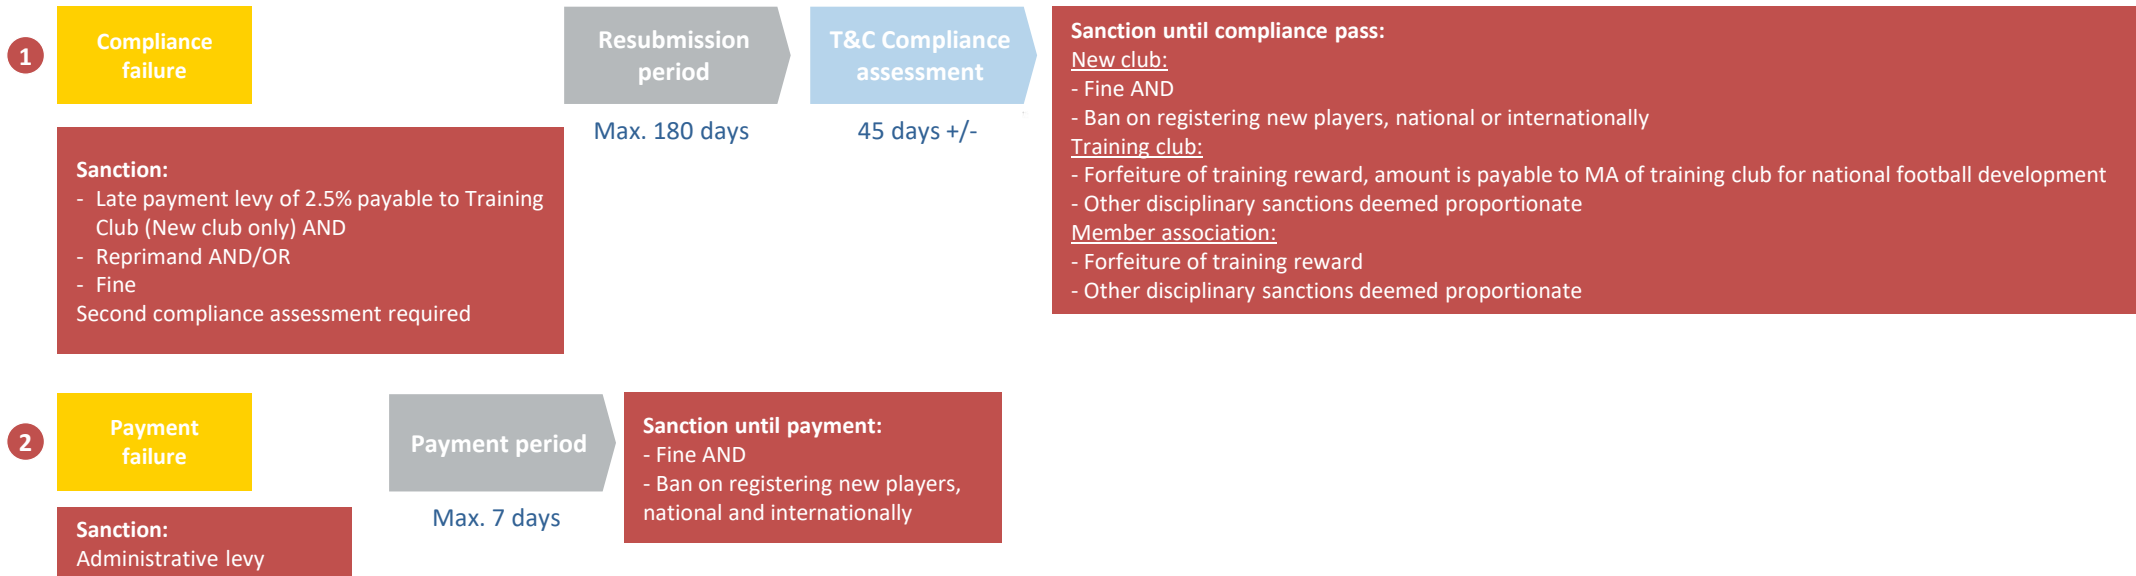 1
Compliance
failure
Resubmission
period
Max. 180 days
T&C Compliance
assessment
45 days +/-
Sanction:
- Late payment levy of 2.5% payable to Training
Club (New club only) AND
- Reprimand AND/OR
- Fine
Second compliance assessment required
Sanction until compliance pass:
New club:
- Fine AND
- Ban on registering new players, national or internationally
Training club:
- Forfeiture of training reward, amount is payable to MA of training club for national football development
- Other disciplinary sanctions deemed proportionate
Member association:
- Forfeiture of training reward
- Other disciplinary sanctions deemed proportionate
2
Payment
failure
Sanction:
Administrative levy
Payment period
Max. 7 days
Sanction until payment:
- Fine AND
- Ban on registering new players,
national and internationally